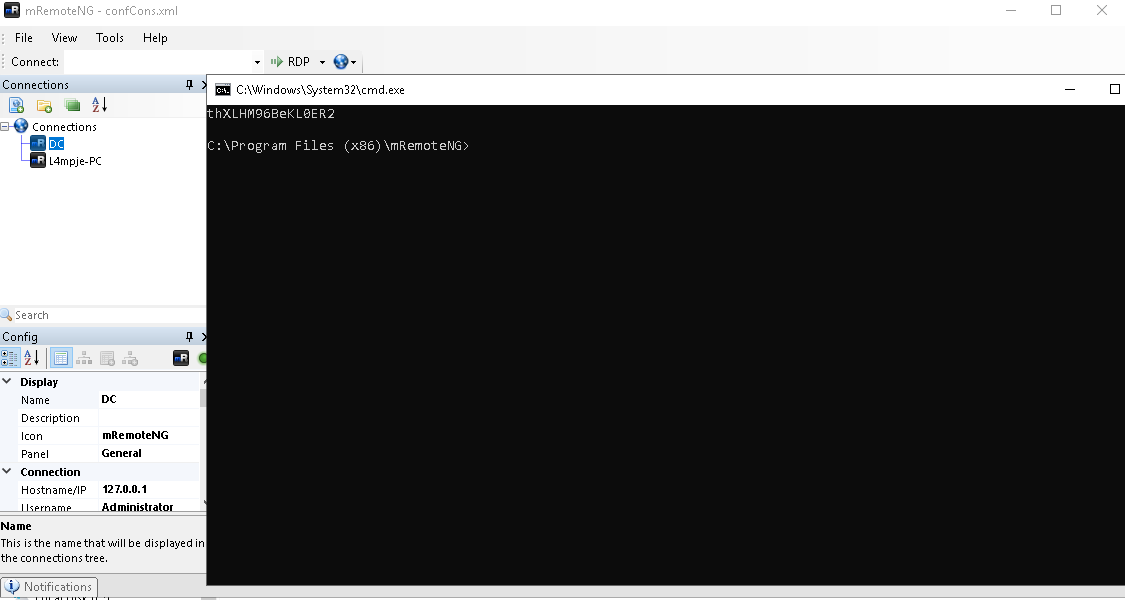 mRemoteNG - confCons.xml
File View Tools Help
Connect: RDP
Connections
C:\Windows\System32\cmd.exe
thXLHM96BeKL0ER2
Connections
DC
C:\Program Files (x86)\mRemoteNG>
L4mpje-PC
Search
Config
Display
Name DC
Description
Icon mRemoteNG
Panel General
Connection
Hostname/IP 127.0.0.1
Username Administrator
Name
This is the name that will be displayed in
the connections tree.
Notifications